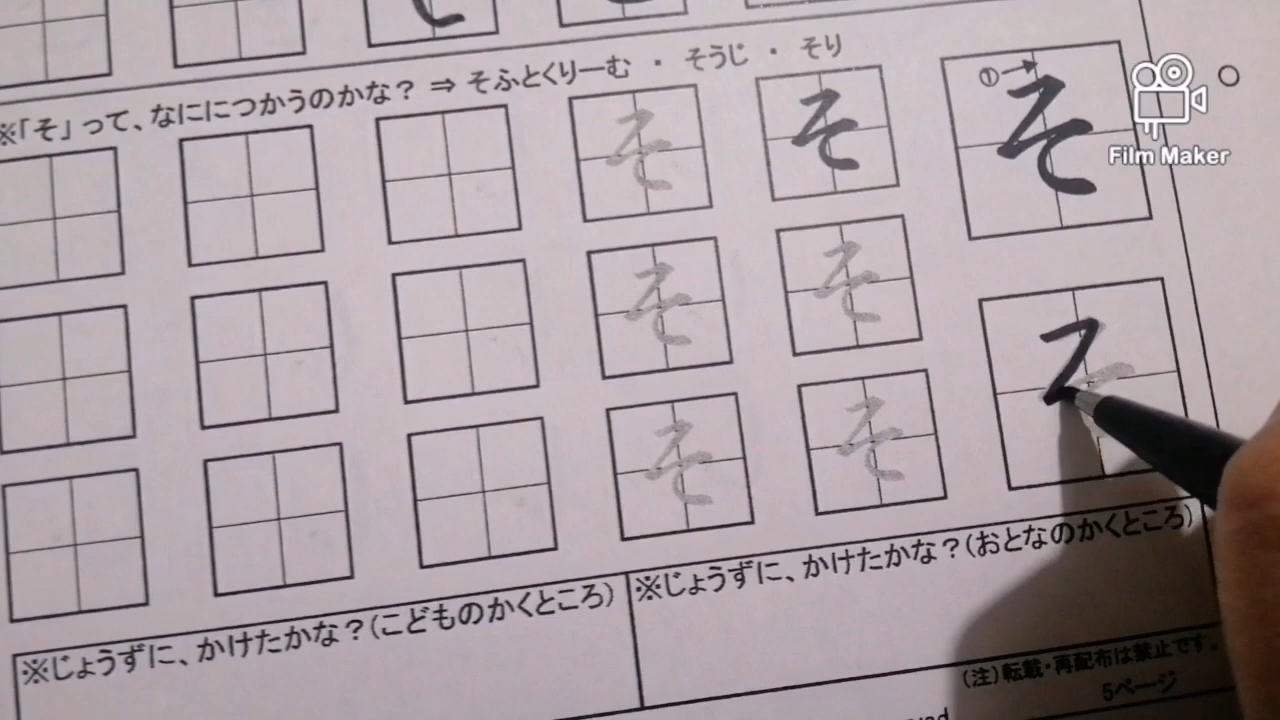 ※「そ」って、なににつかうのかな？⇒そふとくりーむ・そうじ・そり
①
そ そ そ
Film Maker
そ そ
そ そ
※じょうずに、かけたかな？(こどものかくところ)
※じょうずに、かけたかな？(おとなのかくところ)
(注)転載・再配布は禁止です。
5ページ